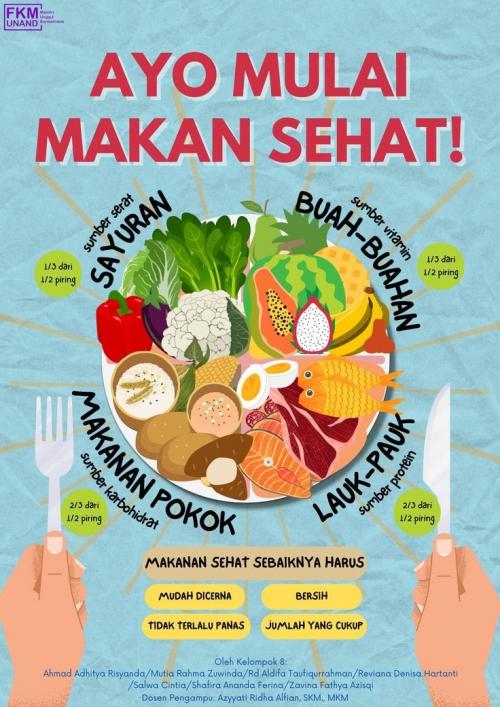 FKM
UNAND
AYO MULAI
MAKAN SEHAT!
sumber serat
SAYURAN
1/3 dari
1/2 piring
sumber vitamin
BUAH-BUAHAN
1/3 dari
1/2 piring
MAKANAN POKOK
sumber karbohidrat
2/3 dari
1/2 piring
LAUK-PAUK
sumber protein
2/3 dari
1/2 piring
MAKANAN SEHAT SEBAIKNYA HARUS
MUDAH DICERNA
BERSIH
TIDAK TERLALU PANAS
JUMLAH YANG CUKUP
Oleh Kelompok 8:
Ahmad Adhitya Risyanda/Mutia Rahma Zuwinda/Rd Aldifa Taufiqurrahman/Reviana Denisa Hartanti
/Salwa Cintia/Shafira Ananda Ferina/Zavina Fathya Azisqi
Dosen Pengampu: Azyyati Ridha Alfian, SKM., MKM